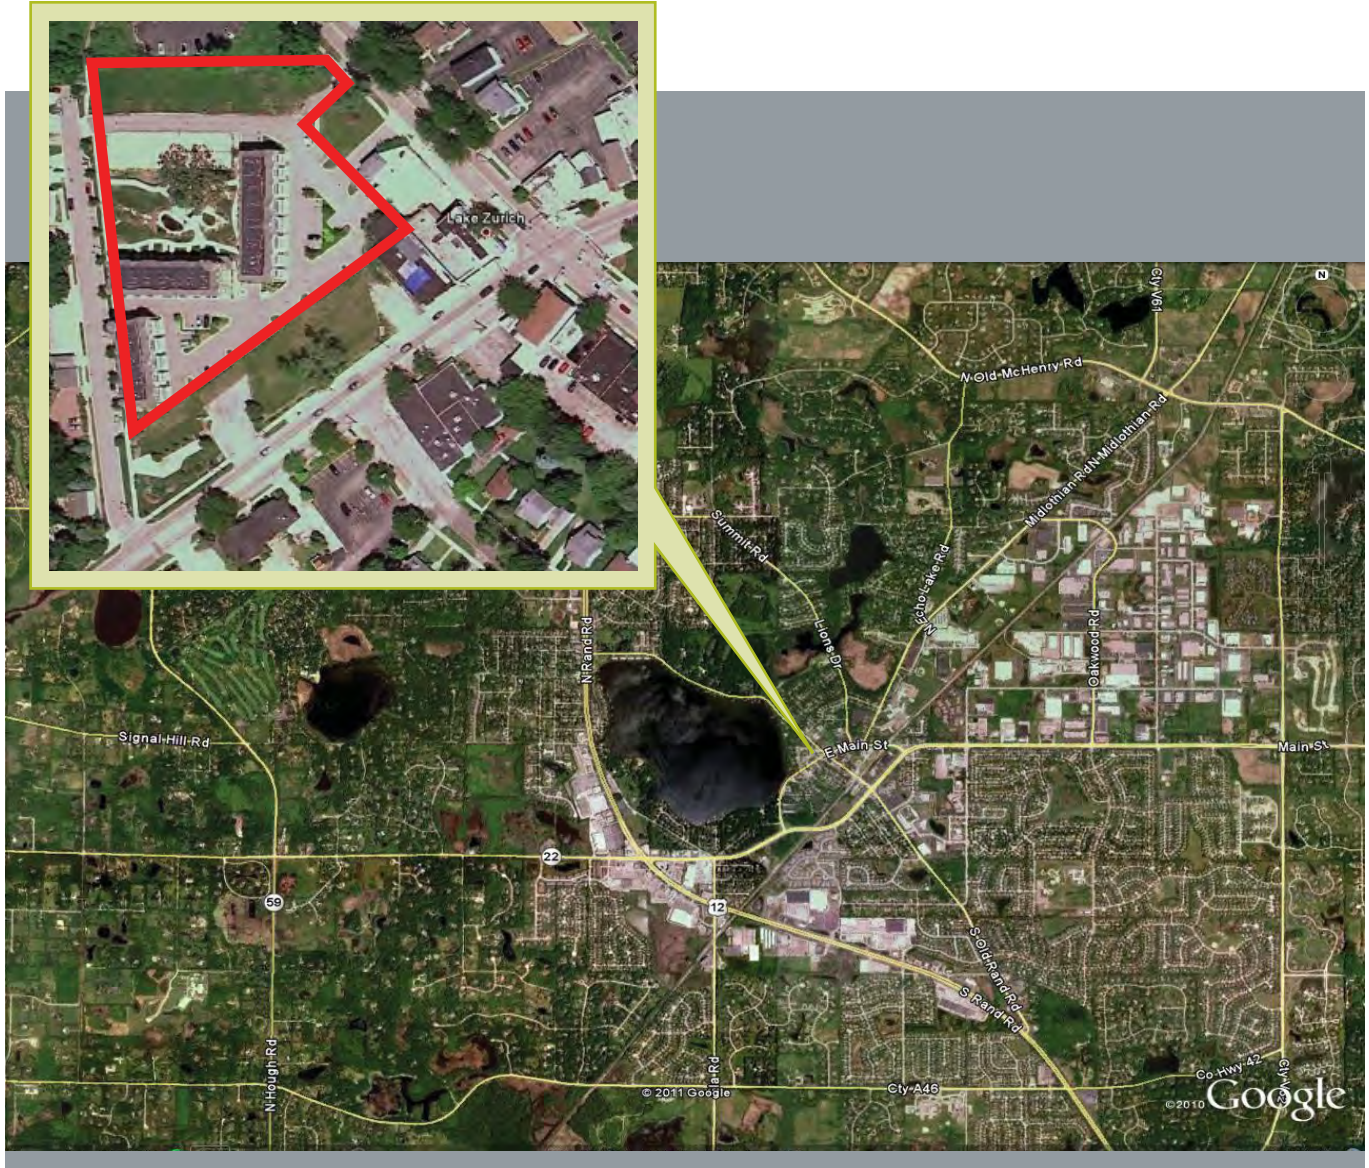 Lake Zurich
N
Cty V61
N Old McHenry Rd
N Midlothian Rd
Midlothian Rd
Summit Rd
N Echo Lake Rd
Lions Dr
Oakwood Rd
N Rand Rd
Signal Hill Rd
E Main St
Main St
22
59
12
S Old Rand Rd
S Rand Rd
N Hough Rd
Co Hwy 42
© 2011 Google
Cty A46
©2010 Google